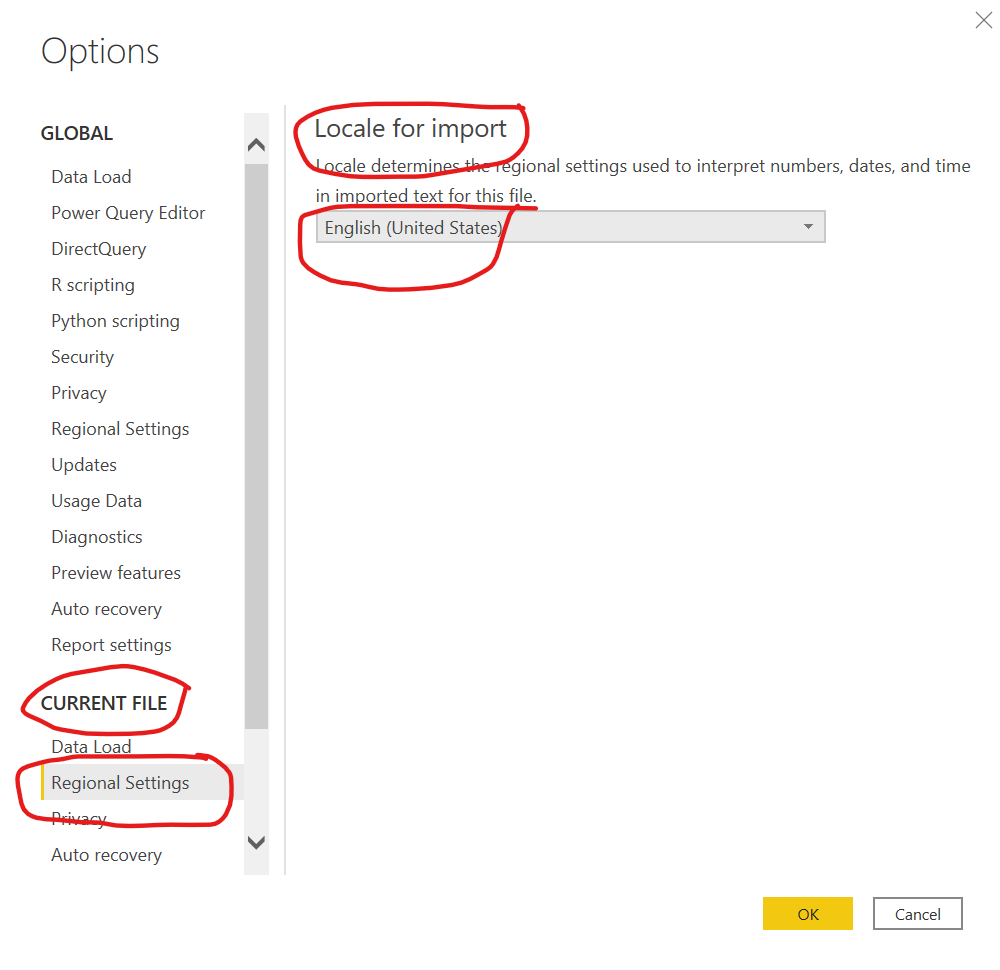 Options
GLOBAL
Data Load
Power Query Editor
DirectQuery
R scripting
Python scripting
Security
Privacy
Regional Settings
Updates
Usage Data
Diagnostics
Preview features
Auto recovery
Report settings
CURRENT FILE
Data Load
Regional Settings
Privacy
Auto recovery
Locale for import
Locale determines the regional settings used to interpret numbers, dates, and time
in imported text for this file.
English (United States)
OK
Cancel